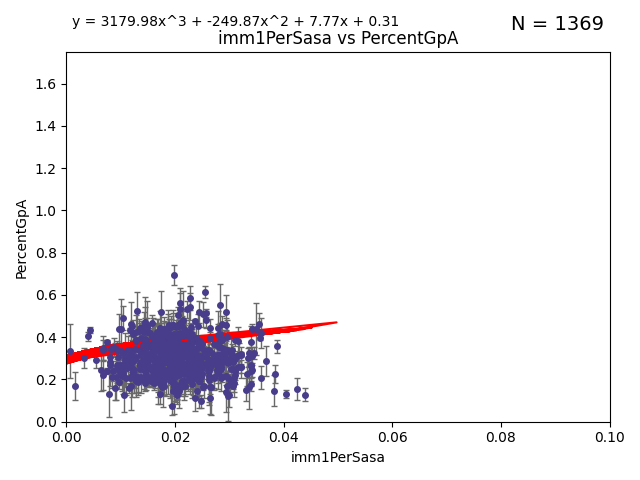 y = 3179.98x^3 + -249.87x^2 + 7.77x + 0.31
N = 1369
imm1PerSasa vs PercentGpA
PercentGpA
1.6
1.4
1.2
1.0
0.8
0.6
0.4
0.2
0.0
0.00 0.02 0.04 0.06 0.08 0.10
imm1PerSasa